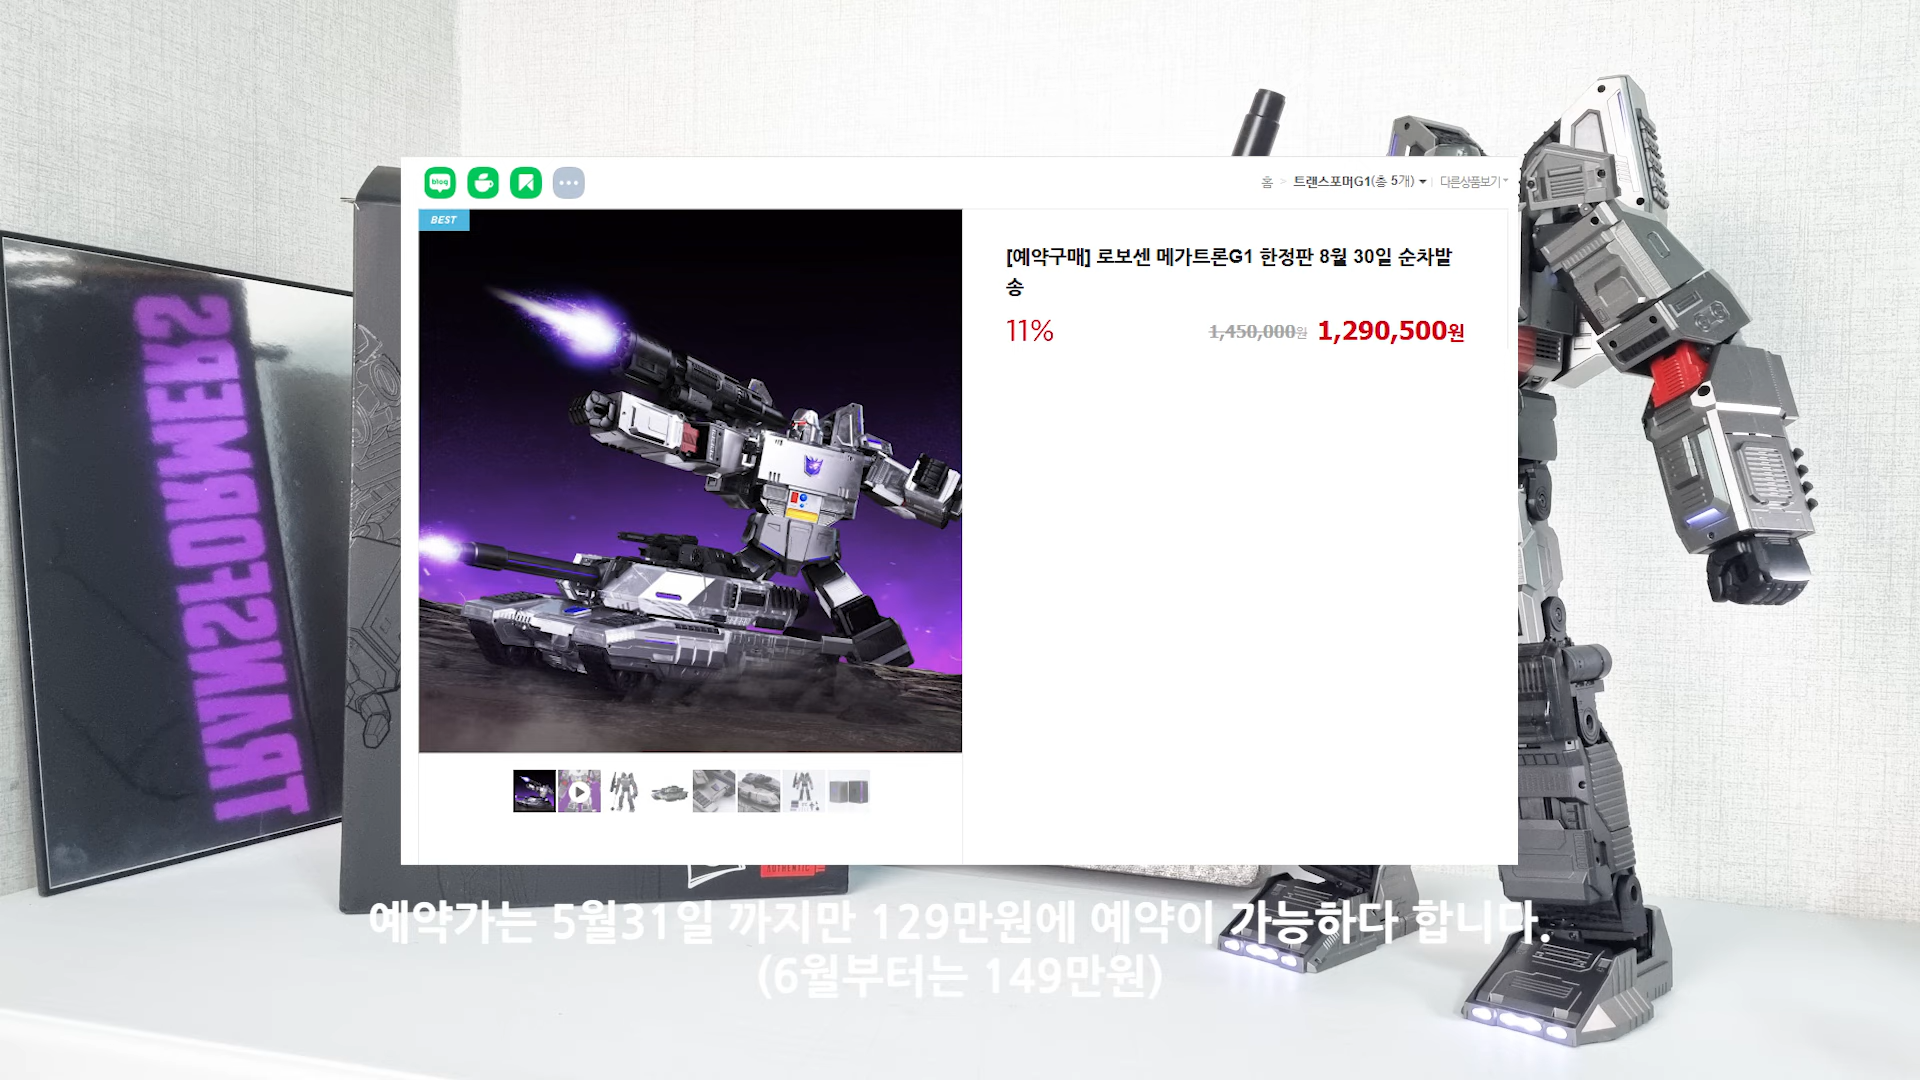 blog
홈 > 트랜스포머G1(총 5개) 다른상품보기
BEST
[예약구매] 로보센 메가트론G1 한정판 8월 30일 순차발
송
11% 1,450,000원 1,290,500원
TRANSFORMERS
AUTHENTIC
예약가는 5월31일 까지만 129만원에 예약이 가능하다 합니다.
(6월부터는 149만원)